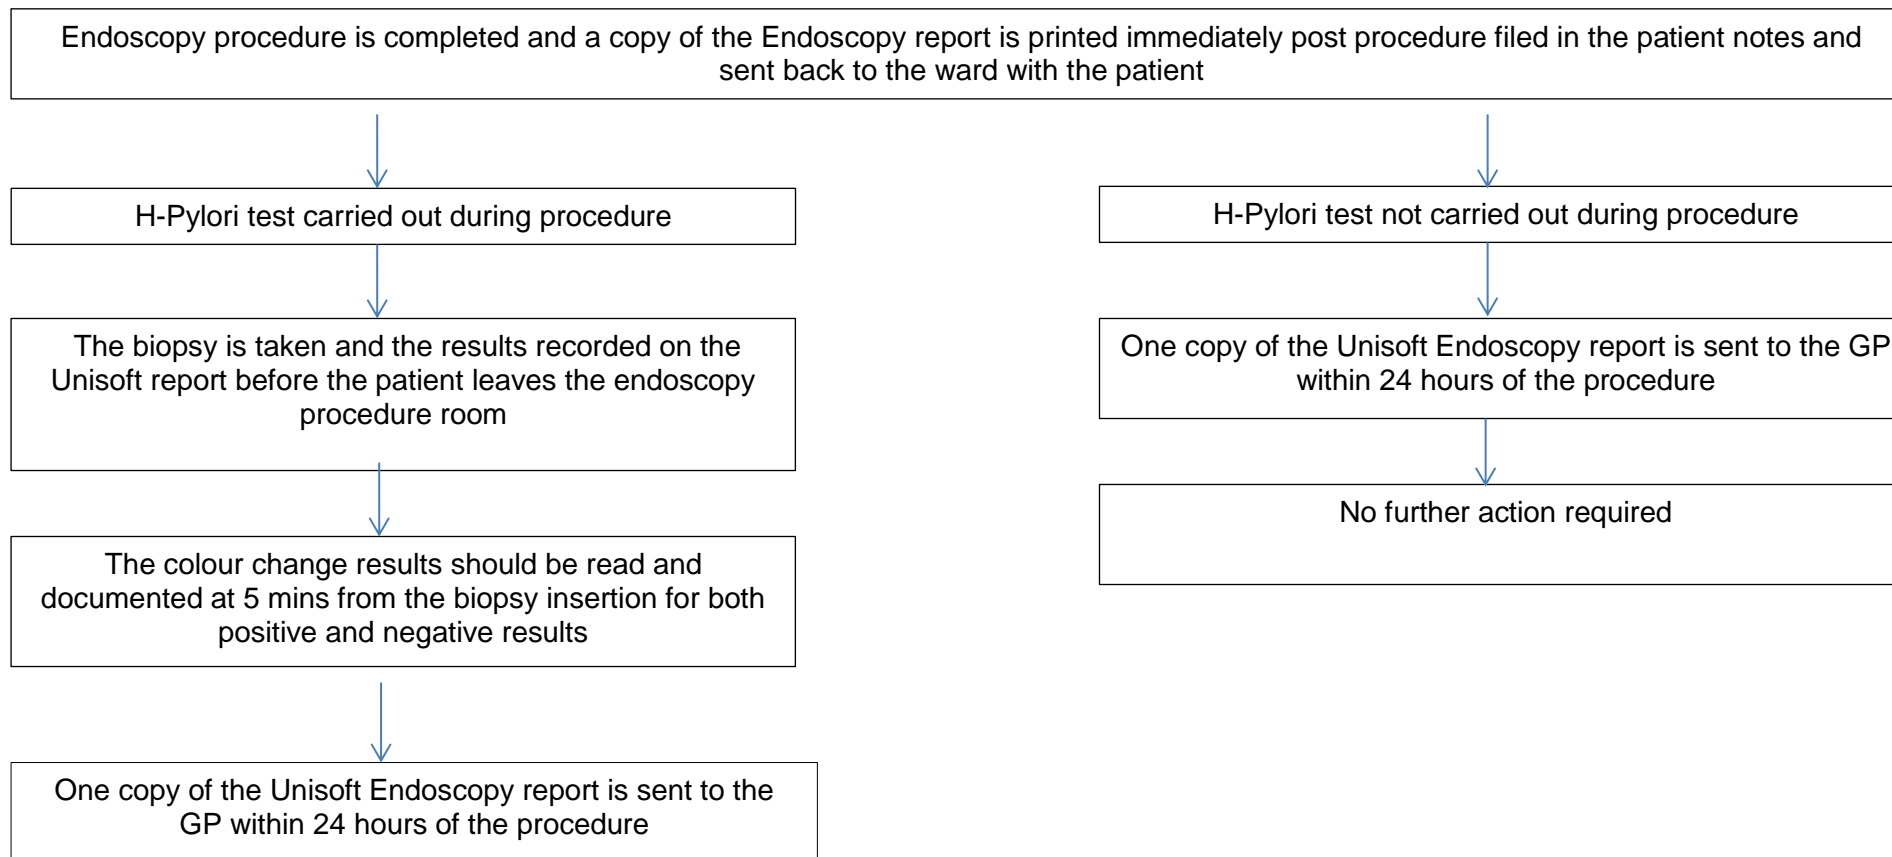 Endoscopy procedure is completed and a copy of the Endoscopy report is printed immediately post procedure filed in the patient notes and
sent back to the ward with the patient
H-Pylori test carried out during procedure
The biopsy is taken and the results recorded on the
Unisoft report before the patient leaves the endoscopy
procedure room
The colour change results should be read and
documented at 5 mins from the biopsy insertion for both
positive and negative results
One copy of the Unisoft Endoscopy report is sent to the
GP within 24 hours of the procedure
H-Pylori test not carried out during procedure
One copy of the Unisoft Endoscopy report is sent to the GP
within 24 hours of the procedure
No further action required